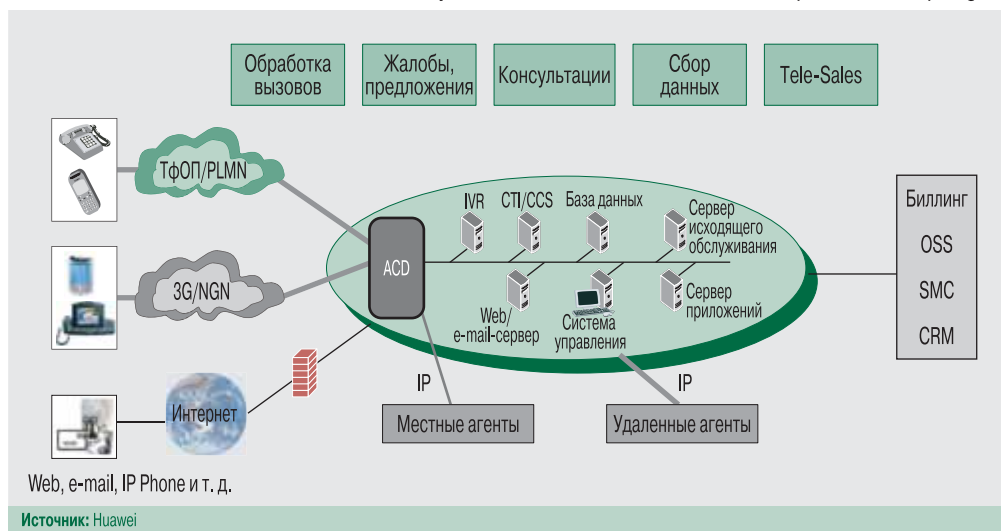 Обработка
вызовов
Жалобы,
предложения
Консультации
Сбор
данных
Tele-Sales
ТфОП/PLMN
3G/NGN
Интернет
Web, e-mail, IP Phone и т. д.
ACD
IVR
CTI/CCS
База данных
Сервер
исходящего
обслуживания
Web/
e-mail-сервер
Система
управления
Сервер
приложений
IP
Местные агенты
IP
Удаленные агенты
Биллинг
OSS
SMC
CRM
Источник: Huawei